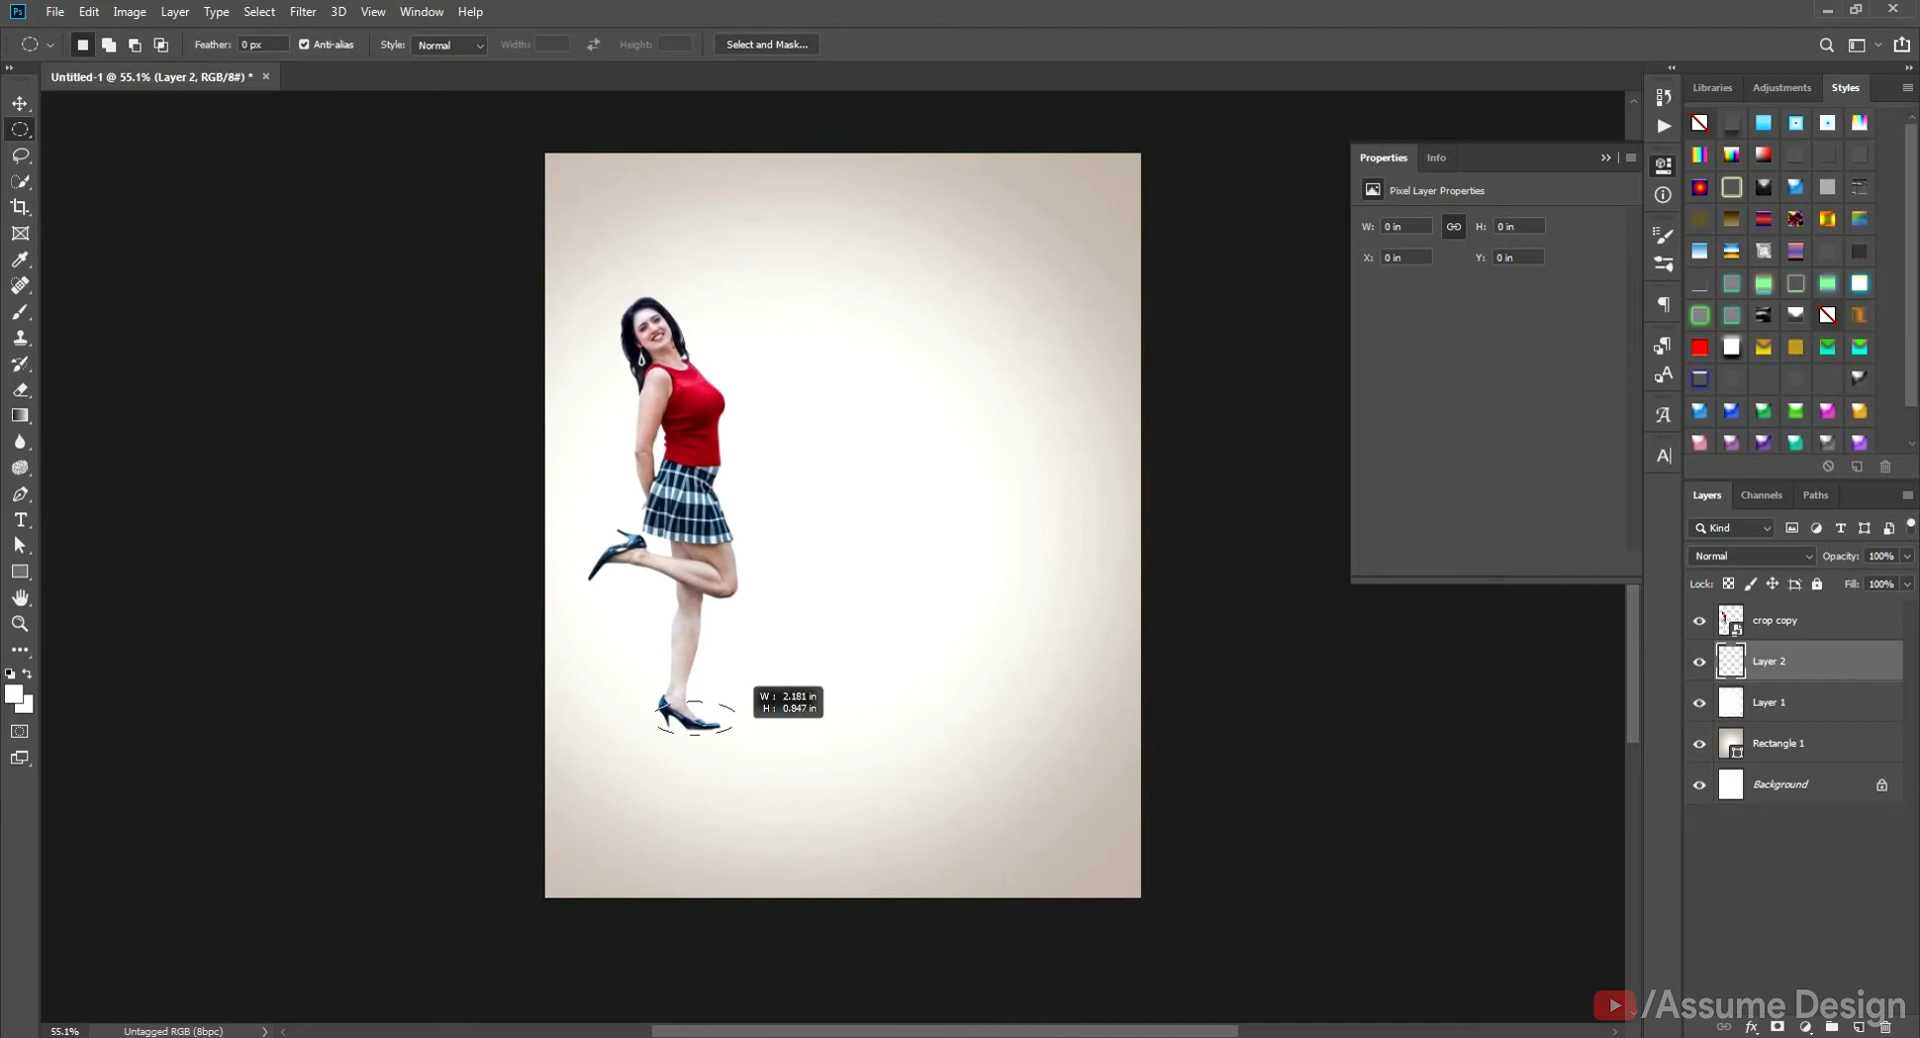 Ps File Edit Image Layer Type Select Filter 3D View Window Help
Feather: 0 px Anti-alias Style: Normal Width: Height: Select and Mask...
Untitled-1 @ 55.1% (Layer 2, RGB/8#) *
Libraries Adjustments Styles
Properties Info
Pixel Layer Properties
W: 0 in H: 0 in
X: 0 in Y: 0 in
Layers Channels Paths
Kind
Normal Opacity: 100%
Lock: Fill: 100%
crop copy
Layer 2
Layer 1
Rectangle 1
Background
W : 2.181 in
H : 0.847 in
/Assume Design
55.1% Untagged RGB (8bpc)